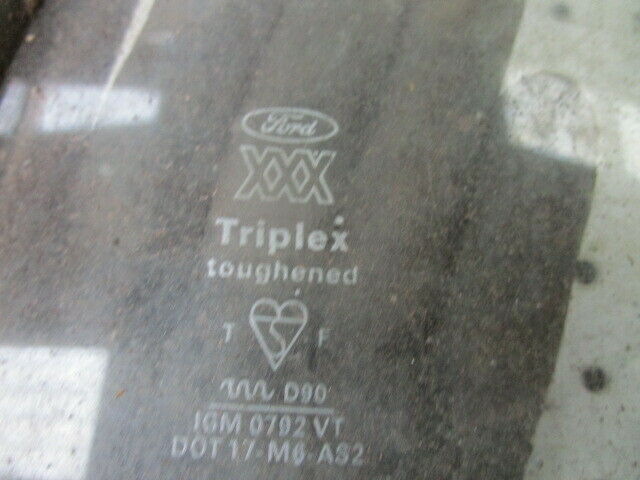 Ford
XXX
Triplex
toughened
T F
D90
IGM 0792 VT
DOT 17-M6-AS2